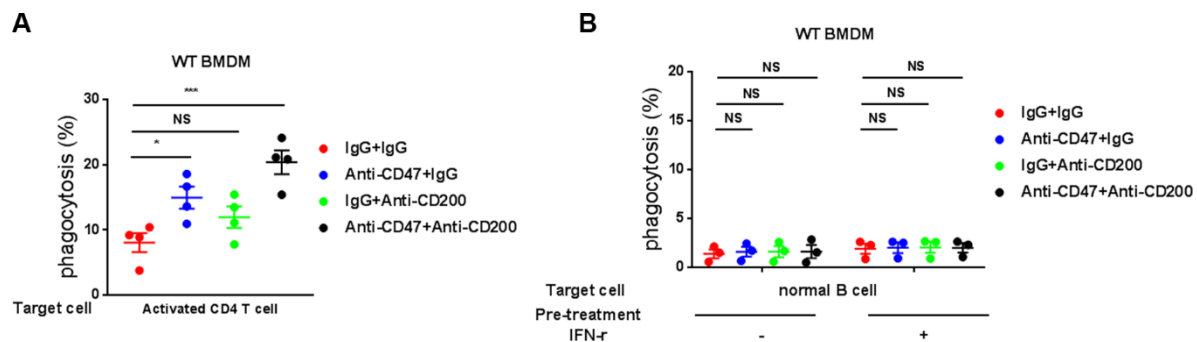 A
WT BMDM
***
NS
*
30
20
10
0
phagocytosis (%)
IgG+IgG
Anti-CD47+IgG
IgG+Anti-CD200
Anti-CD47+Anti-CD200
Target cell
Activated CD4 T cell
B
WT BMDM
NS
NS
NS
NS
NS
NS
20
15
10
5
0
phagocytosis (%)
IgG+IgG
Anti-CD47+IgG
IgG+Anti-CD200
Anti-CD47+Anti-CD200
Target cell
normal B cell
Pre-treatment
IFN-r
-
+